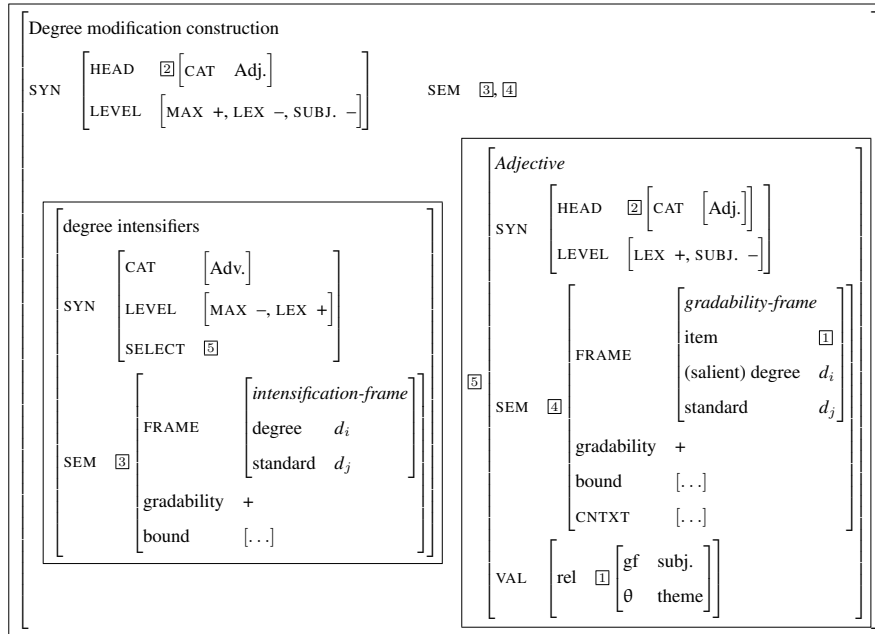 Degree modification construction
SYN HEAD 2 [CAT Adj.]
LEVEL [MAX +, LEX –, SUBJ. –]
SEM 3, 4
degree intensifiers
SYN CAT [Adv.]
LEVEL [MAX –, LEX +]
SELECT 5
SEM 3 FRAME intensification-frame
degree d_i
standard d_j
gradability +
bound [...]
5 Adjective
SYN HEAD 2 [CAT [Adj.]]
LEVEL [LEX +, SUBJ. –]
SEM 4 FRAME gradability-frame
item 1
(salient) degree d_i
standard d_j
gradability +
bound [...]
CNTXT [...]
VAL rel 1 gf subj.
θ theme